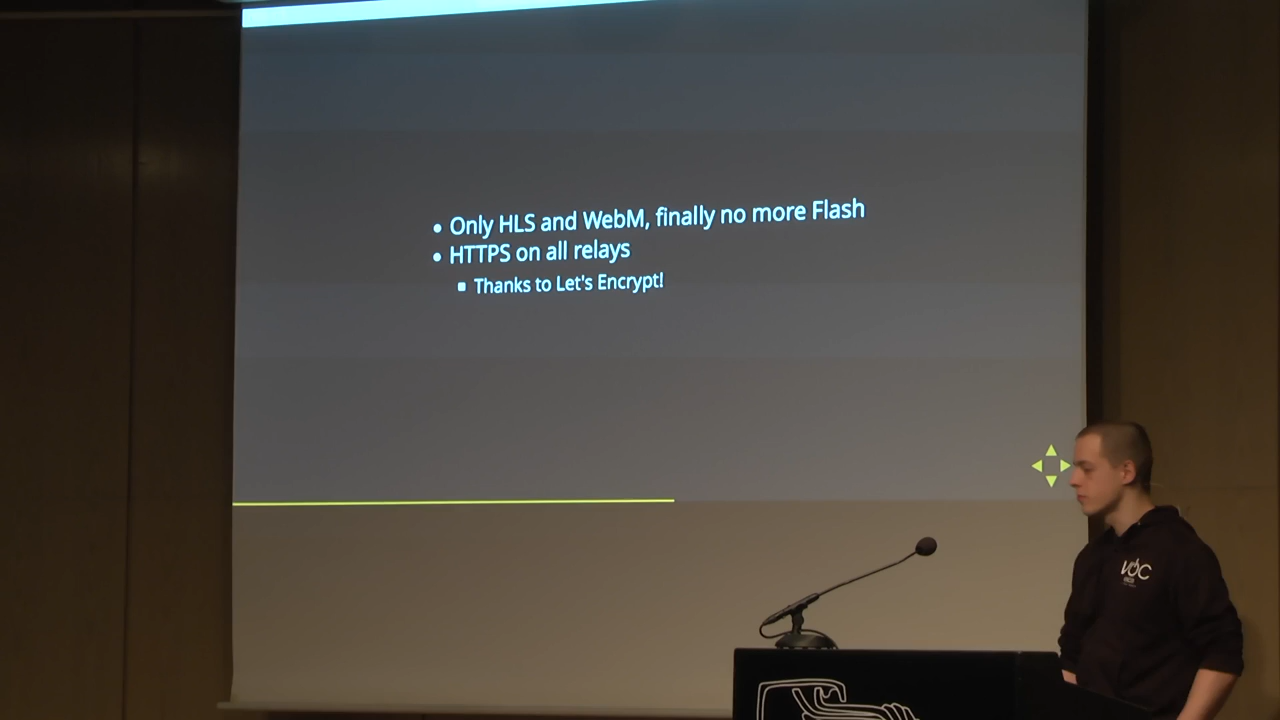 Only HLS and WebM, finally no more Flash
HTTPS on all relays
Thanks to Let's Encrypt!
VOC